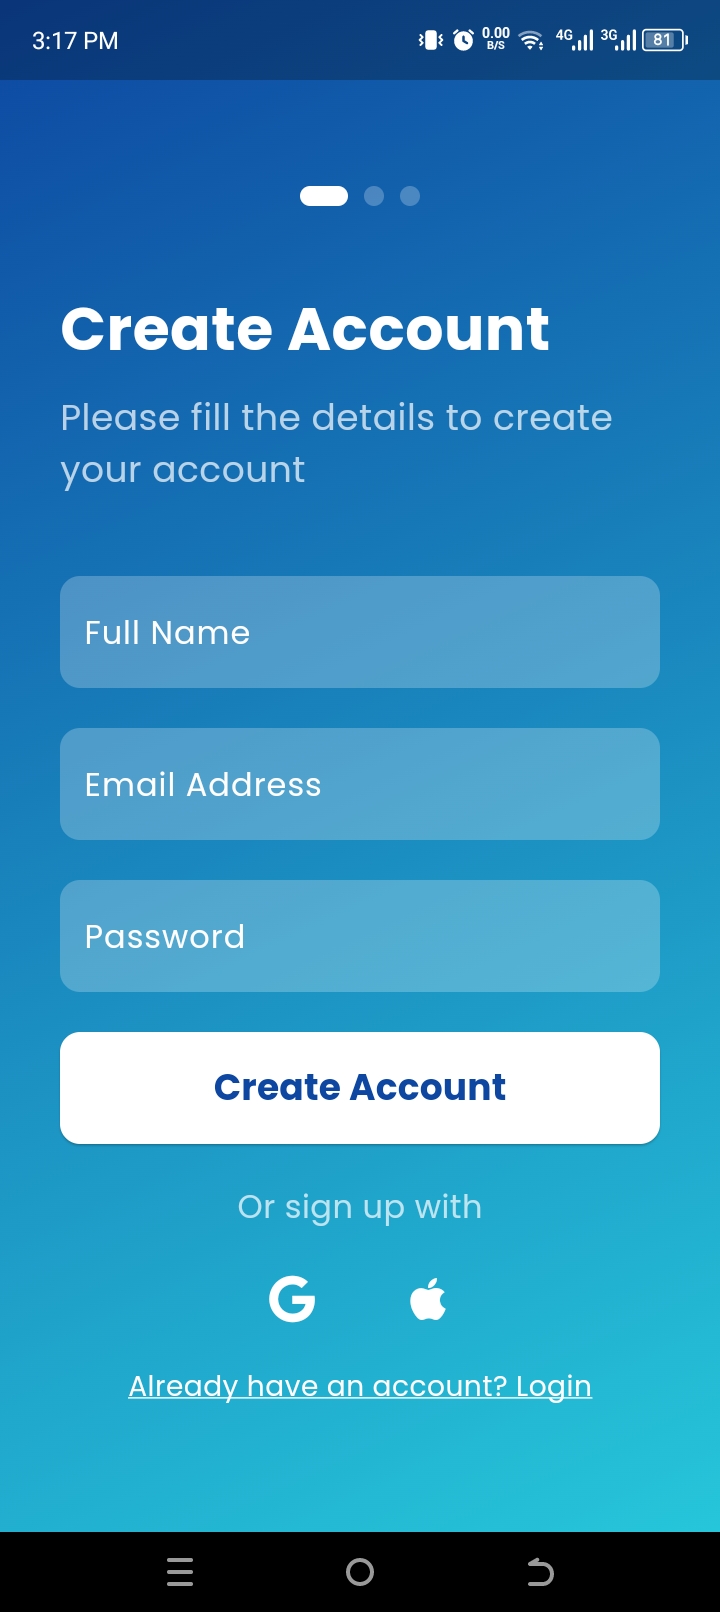 3:17 PM 0.00 B/S 4G 3G 81
Create Account
Please fill the details to create
your account
Full Name
Email Address
Password
Create Account
Or sign up with
Already have an account? Login